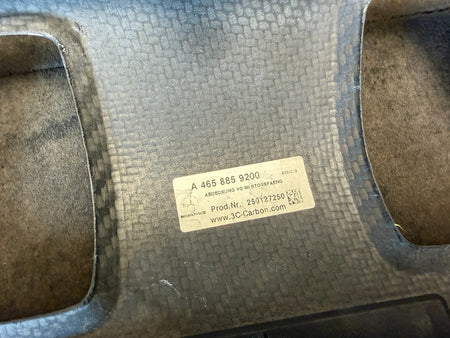 A 465 885 9200
ABDECKUNG VO MI STOSSFAENG
Prod.Nr. 250127250
www.3C-Carbon.com